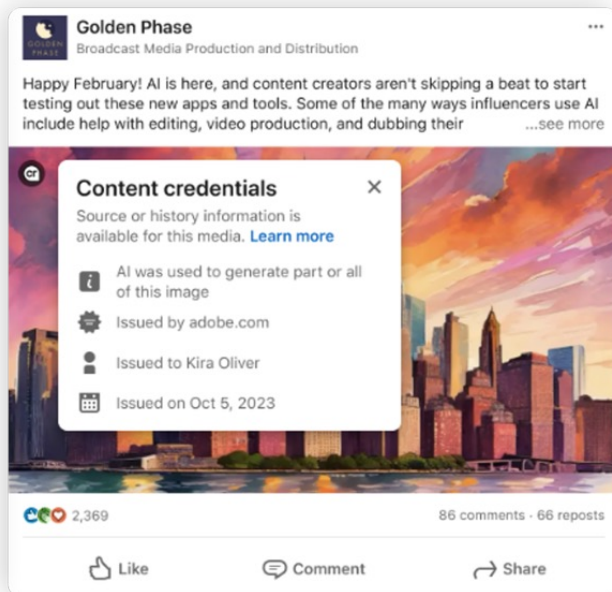 GOLDEN
PHASE
Golden Phase
Broadcast Media Production and Distribution
Happy February! AI is here, and content creators aren't skipping a beat to start
testing out these new apps and tools. Some of the many ways influencers use AI
include help with editing, video production, and dubbing their ...see more
cr
Content credentials
Source or history information is
available for this media. Learn more
AI was used to generate part or all
of this image
Issued by adobe.com
Issued to Kira Oliver
Issued on Oct 5, 2023
2,369
86 comments · 66 reposts
Like
Comment
Share